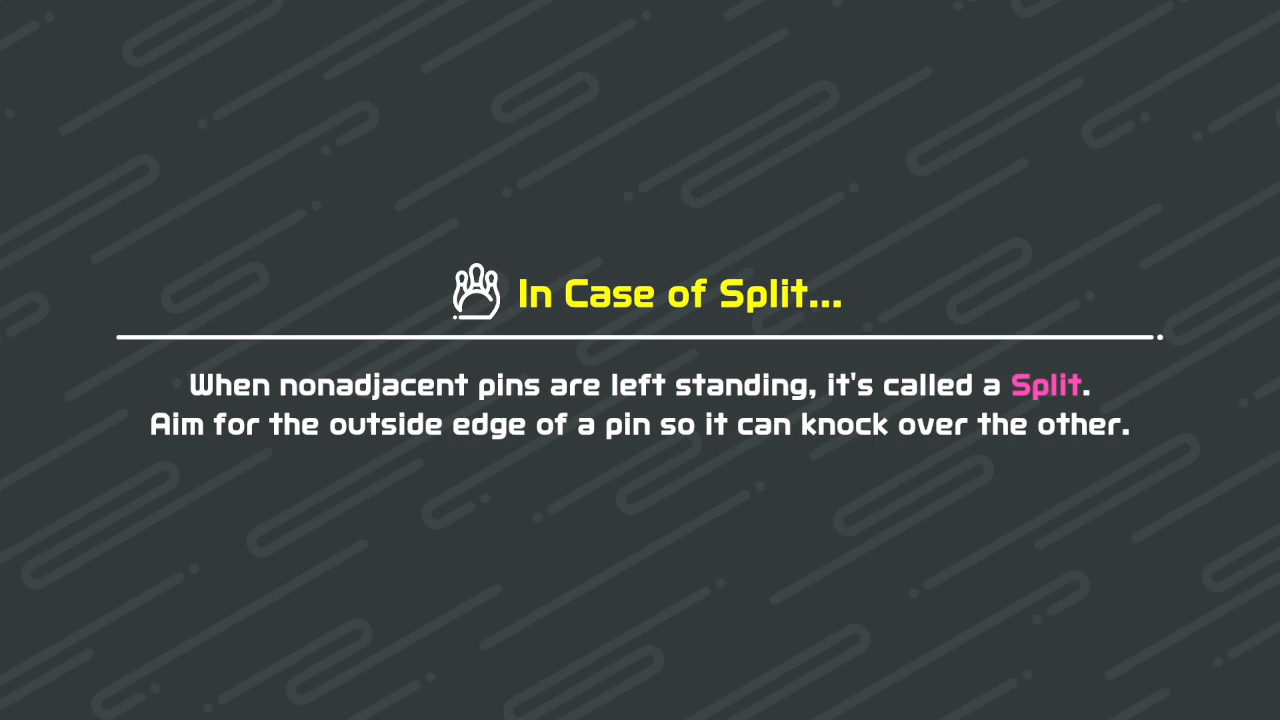 In Case of Split...
When nonadjacent pins are left standing, it's called a Split.
Aim for the outside edge of a pin so it can knock over the other.